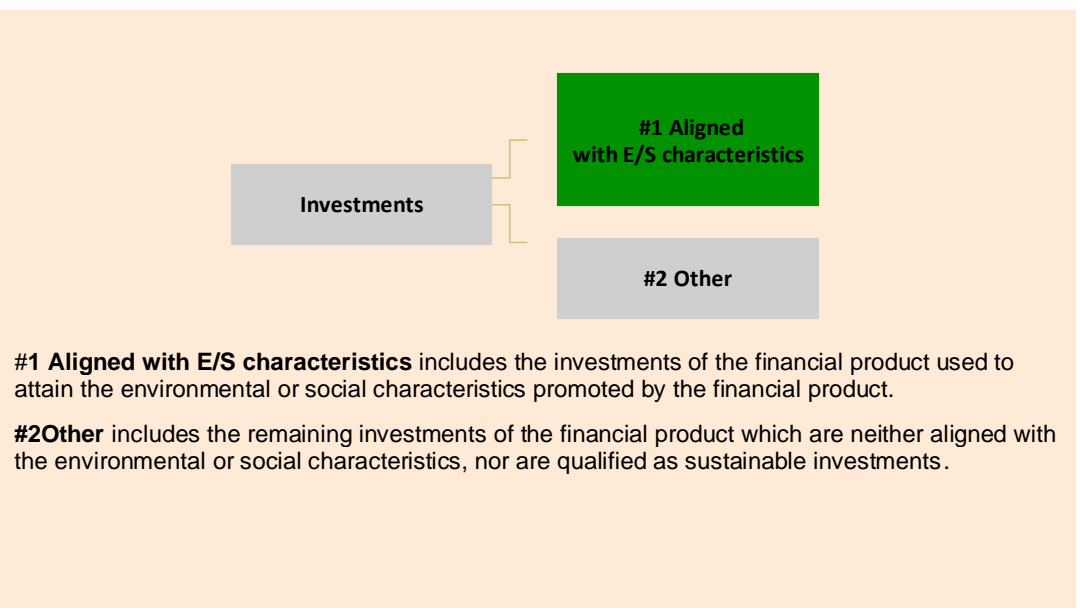 #1 Aligned
with E/S characteristics
Investments
#2 Other
#1 Aligned with E/S characteristics includes the investments of the financial product used to
attain the environmental or social characteristics promoted by the financial product.
#2Other includes the remaining investments of the financial product which are neither aligned with
the environmental or social characteristics, nor are qualified as sustainable investments.